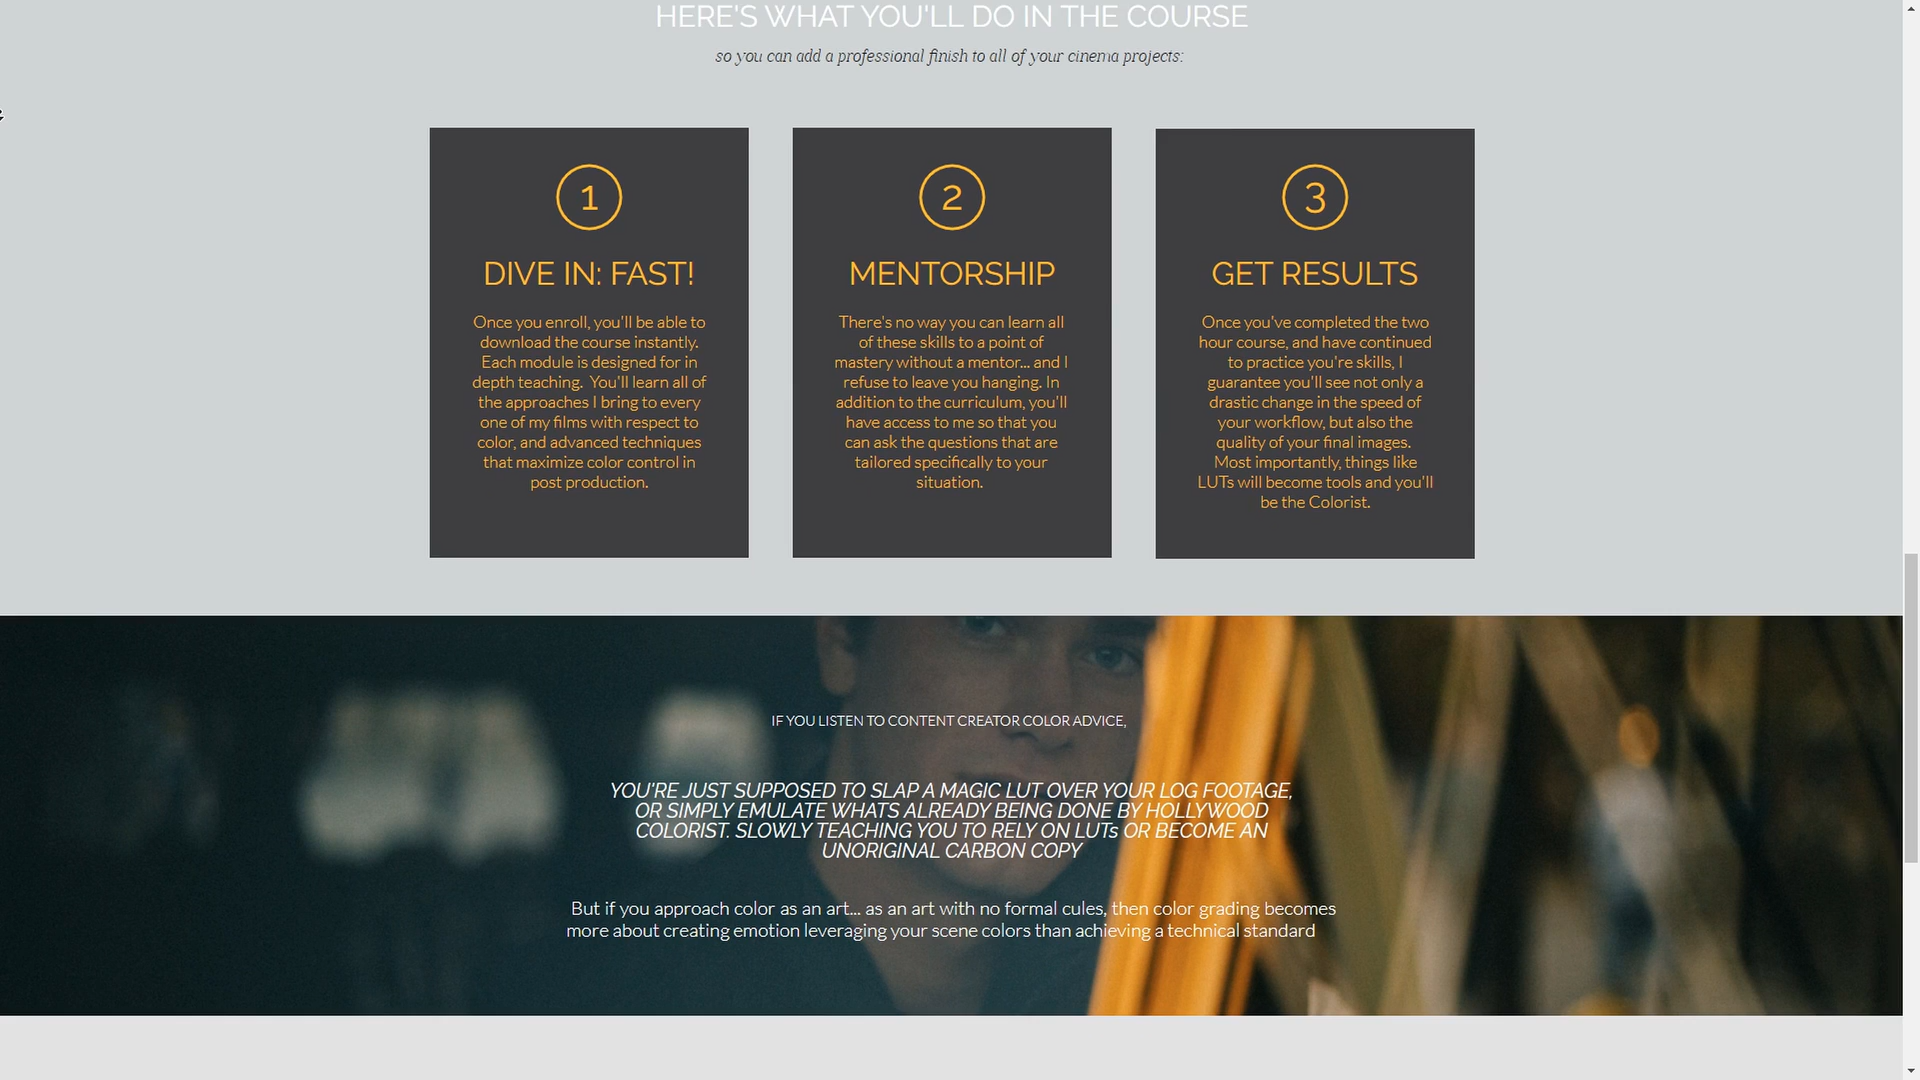 HERE'S WHAT YOU'LL DO IN THE COURSE
so you can add a professional finish to all of your cinema projects:
1
DIVE IN: FAST!
Once you enroll, you'll be able to
download the course instantly.
Each module is designed for in
depth teaching.  You'll learn all of
the approaches I bring to every
one of my films with respect to
color, and advanced techniques
that maximize color control in
post production.
2
MENTORSHIP
There's no way you can learn all
of these skills to a point of
mastery without a mentor... and I
refuse to leave you hanging. In
addition to the curriculum, you'll
have access to me so that you
can ask the questions that are
tailored specifically to your
situation.
3
GET RESULTS
Once you've completed the two
hour course, and have continued
to practice you're skills, I
guarantee you'll see not only a
drastic change in the speed of
your workflow, but also the
quality of your final images.
Most importantly, things like
LUTs will become tools and you'll
be the Colorist.
IF YOU LISTEN TO CONTENT CREATOR COLOR ADVICE,
YOU'RE JUST SUPPOSED TO SLAP A MAGIC LUT OVER YOUR LOG FOOTAGE,
OR SIMPLY EMULATE WHATS ALREADY BEING DONE BY HOLLYWOOD
COLORIST. SLOWLY TEACHING YOU TO RELY ON LUTs OR BECOME AN
UNORIGINAL CARBON COPY
But if you approach color as an art... as an art with no formal cules, then color grading becomes
more about creating emotion leveraging your scene colors than achieving a technical standard